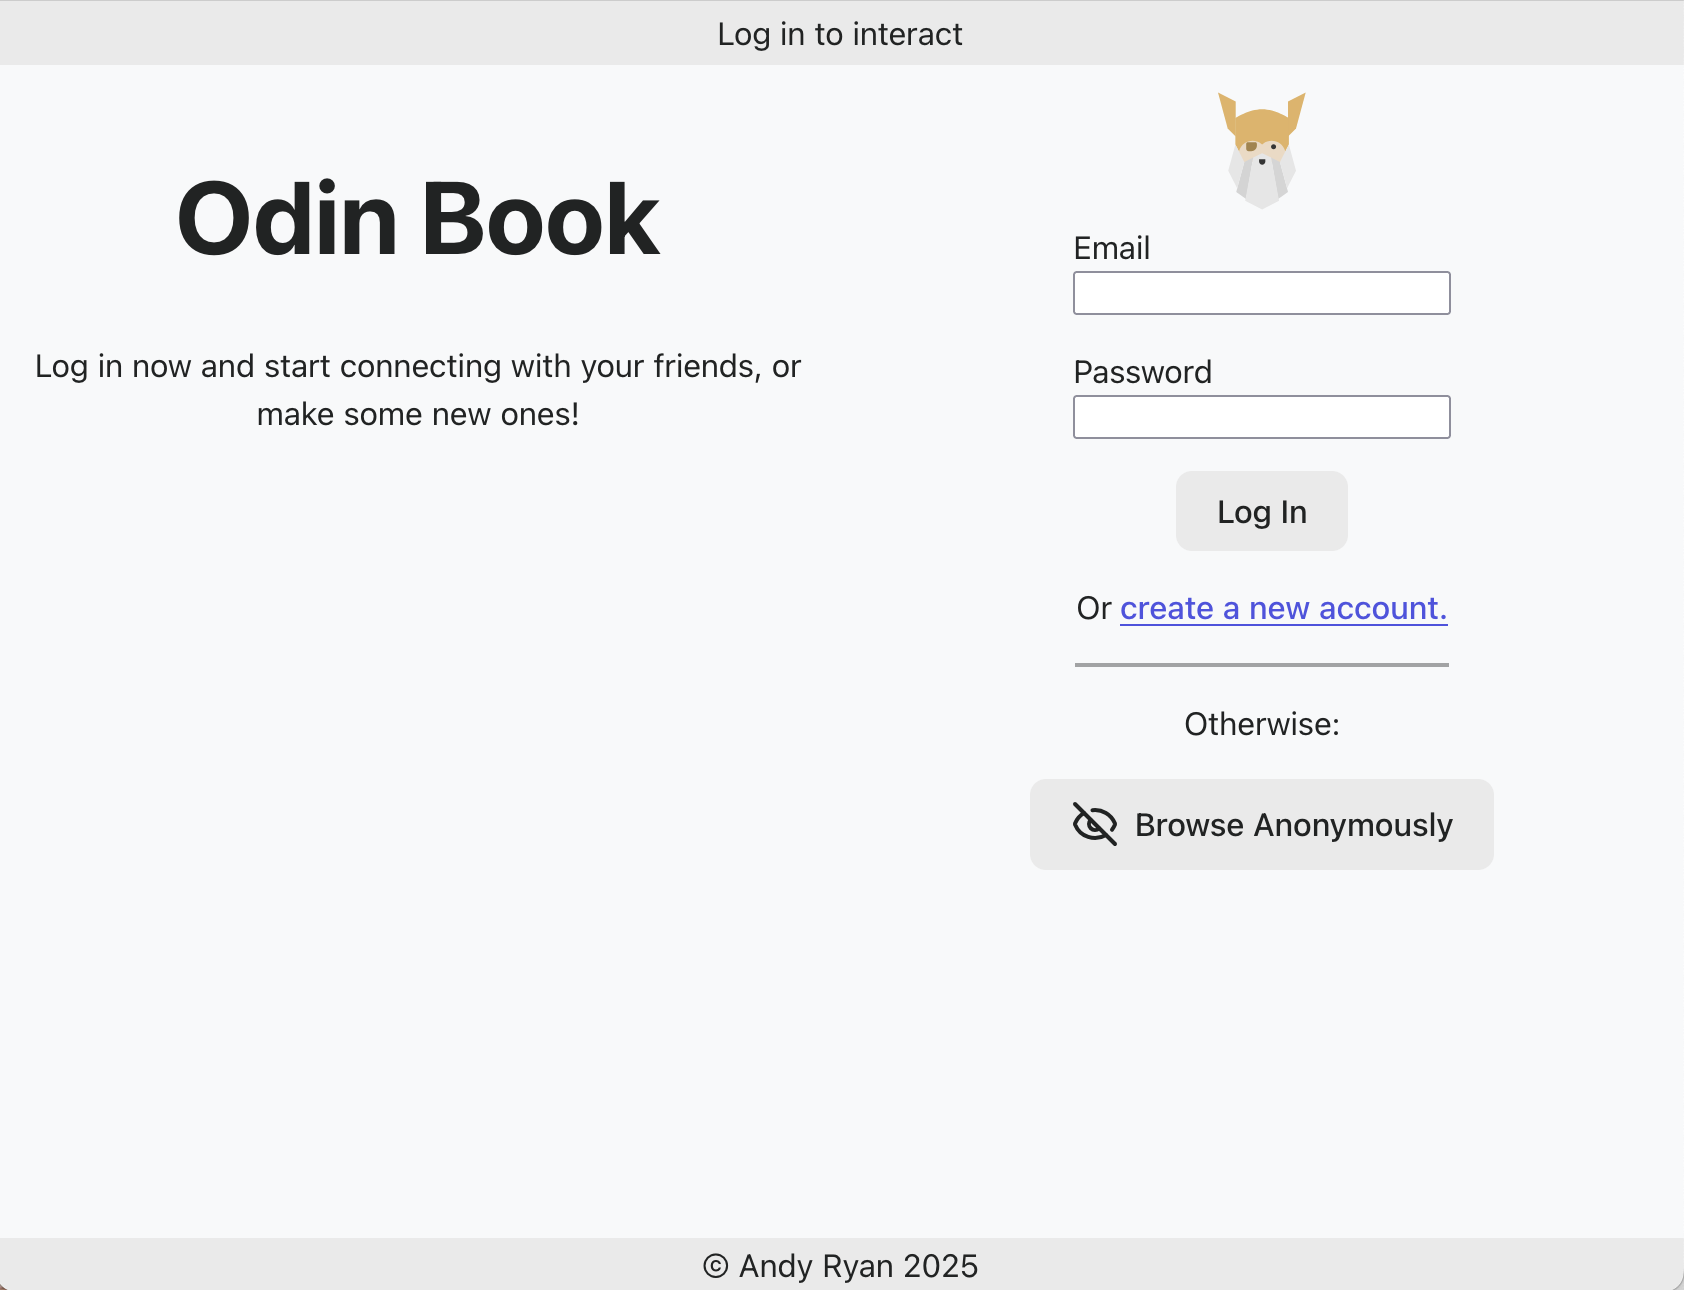 Log in to interact
Odin Book
Log in now and start connecting with your friends, or
make some new ones!
Email
Password
Log In
Or create a new account.
Otherwise:
Browse Anonymously
© Andy Ryan 2025